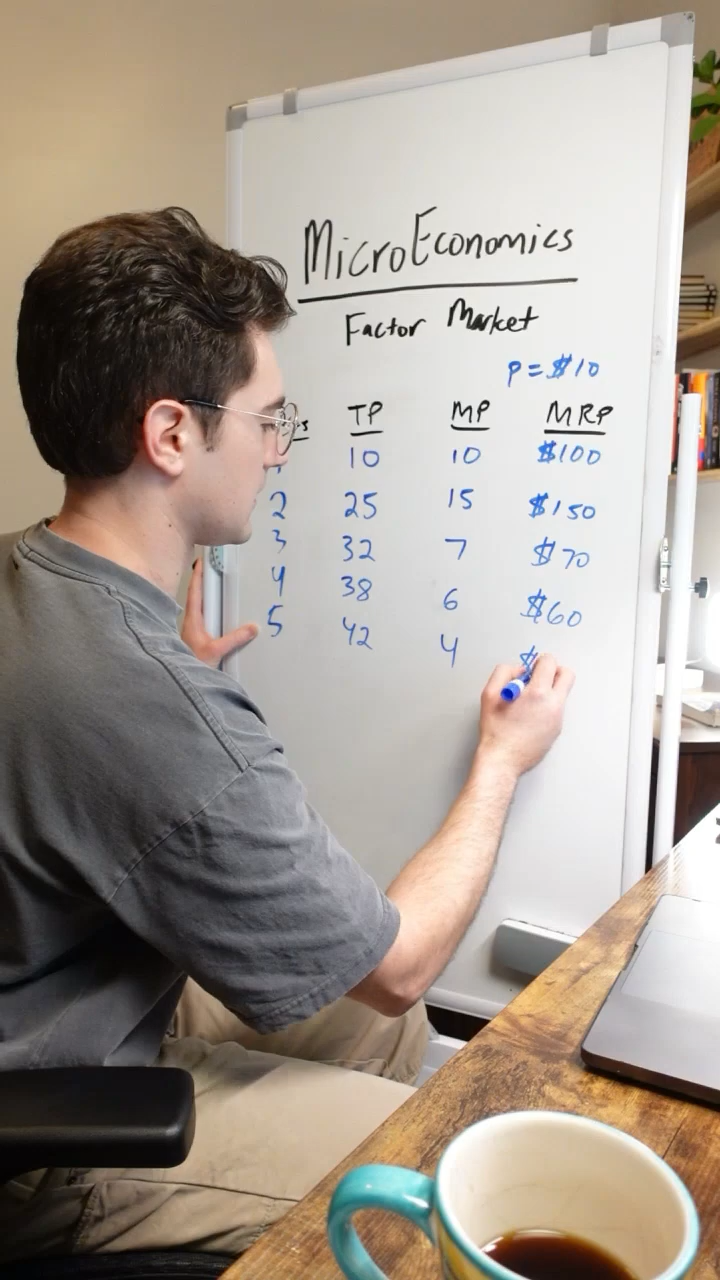 MicroEconomics
Factor Market
P = $10
TP MP MRP
10 10 $100
2 25 15 $150
3 32 7 $70
4 38 6 $60
5 42 4 $